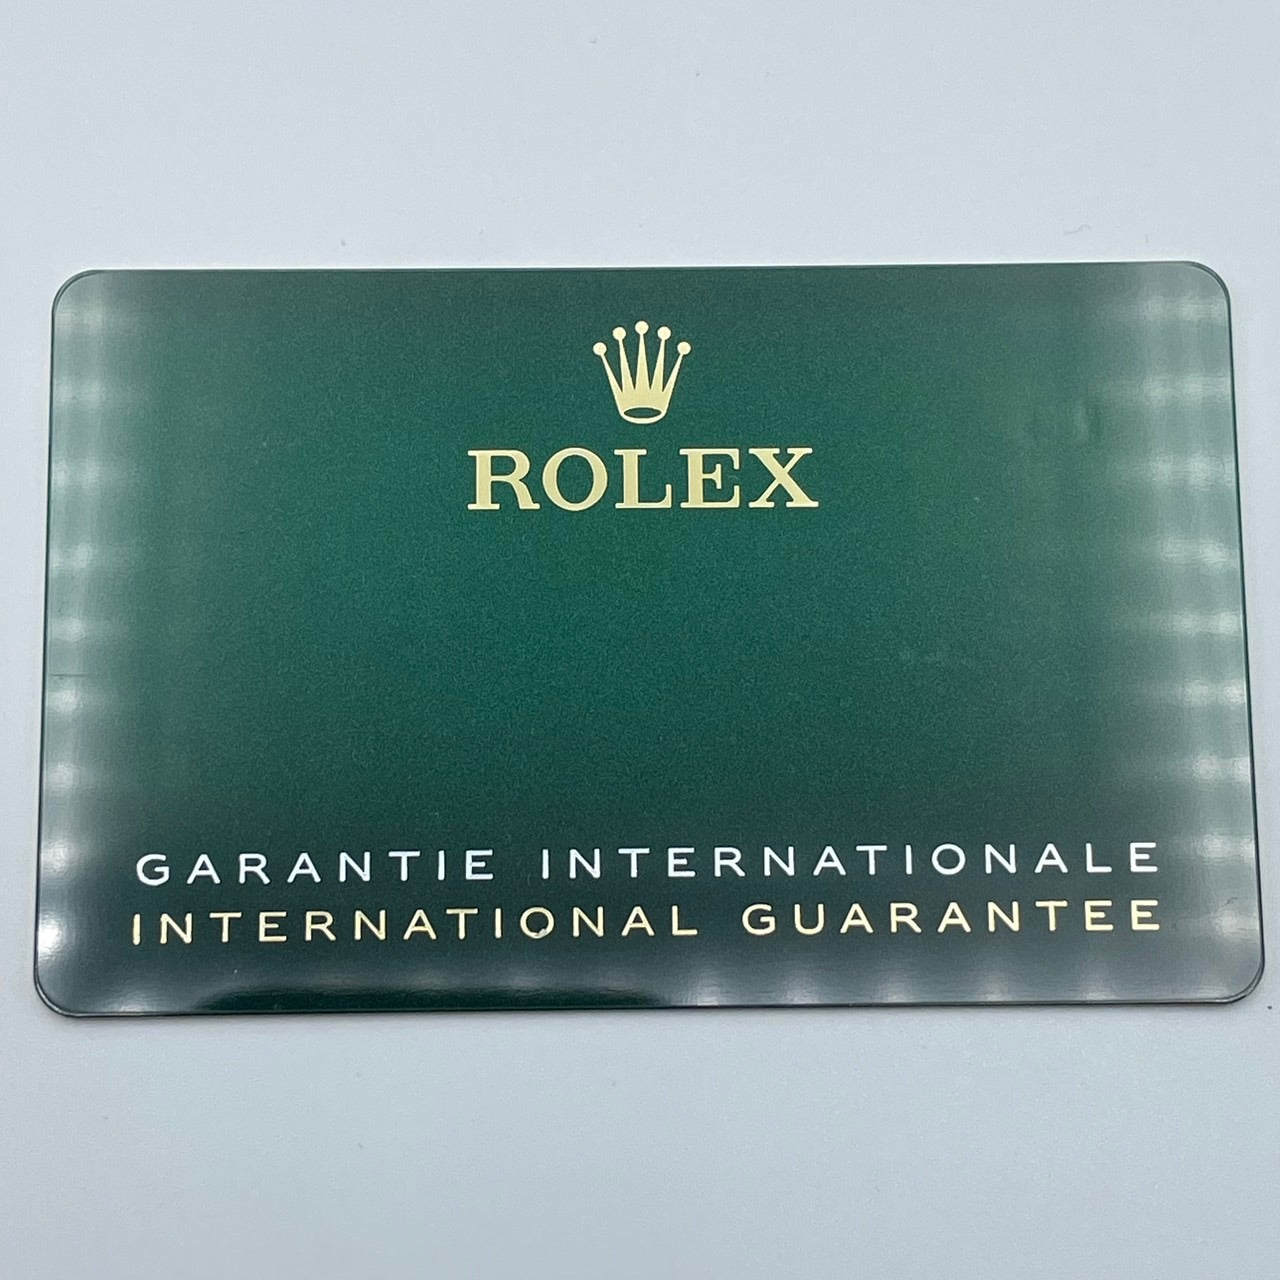 ROLEX
GARANTIE INTERNATIONALE
INTERNATIONAL GUARANTEE